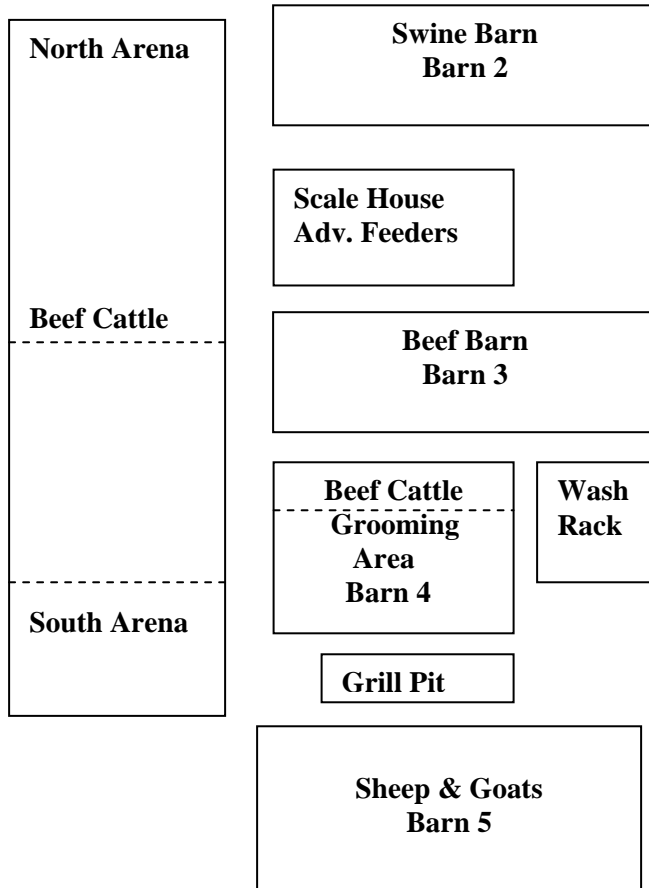 North Arena
Beef Cattle
South Arena
Swine Barn
Barn 2
Scale House
Adv. Feeders
Beef Barn
Barn 3
Beef Cattle
Grooming
Area
Barn 4
Wash
Rack
Grill Pit
Sheep & Goats
Barn 5